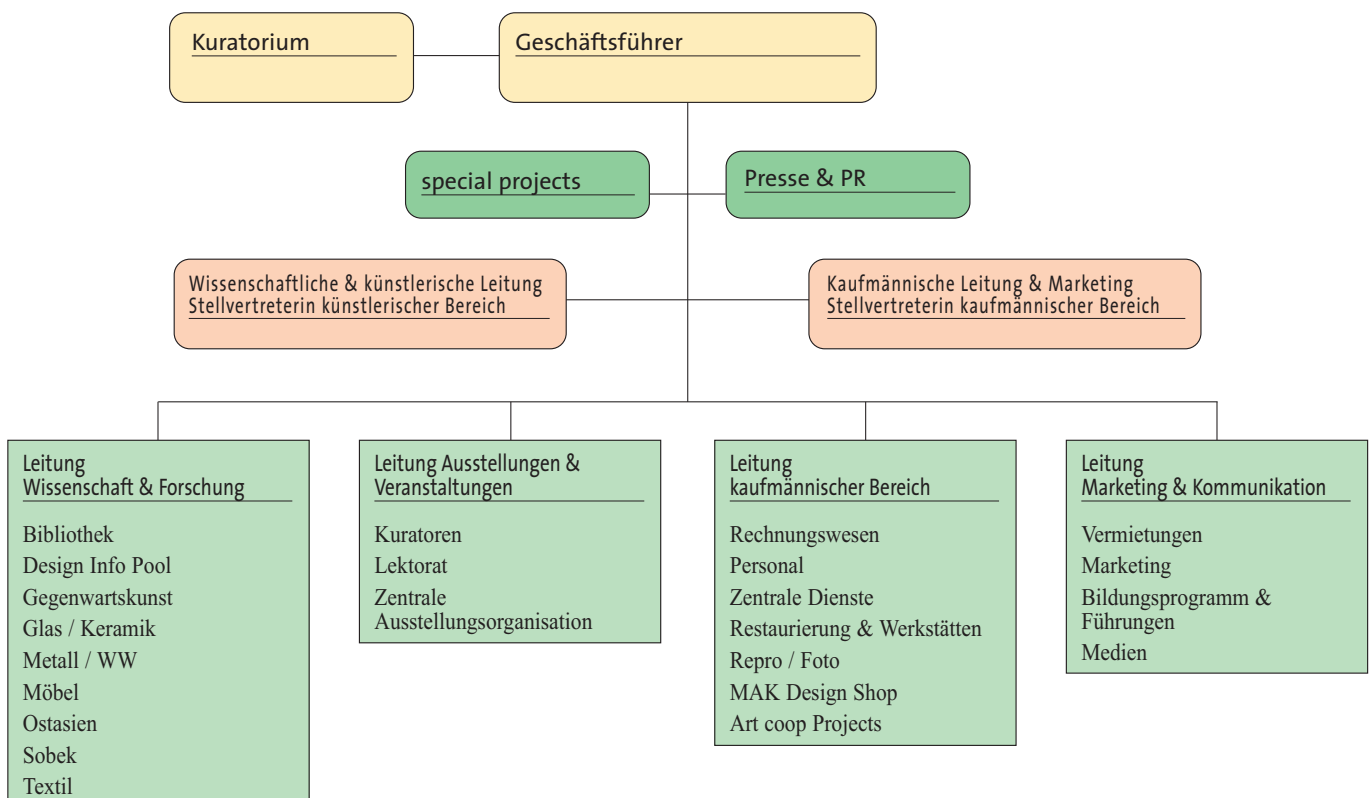 Kuratorium
Geschäftsführer
special projects
Presse & PR
Wissenschaftliche & künstlerische Leitung
Stellvertreterin künstlerischer Bereich
Kaufmännische Leitung & Marketing
Stellvertreterin kaufmännischer Bereich
Leitung
Wissenschaft & Forschung
Bibliothek
Design Info Pool
Gegenwartskunst
Glas / Keramik
Metall / WW
Möbel
Ostasien
Sobek
Textil
Leitung Ausstellungen &
Veranstaltungen
Kuratoren
Lektorat
Zentrale
Ausstellungsorganisation
Leitung
kaufmännischer Bereich
Rechnungswesen
Personal
Zentrale Dienste
Restaurierung & Werkstätten
Repro / Foto
MAK Design Shop
Art coop Projects
Leitung
Marketing & Kommunikation
Vermietungen
Marketing
Bildungsprogramm &
Führungen
Medien